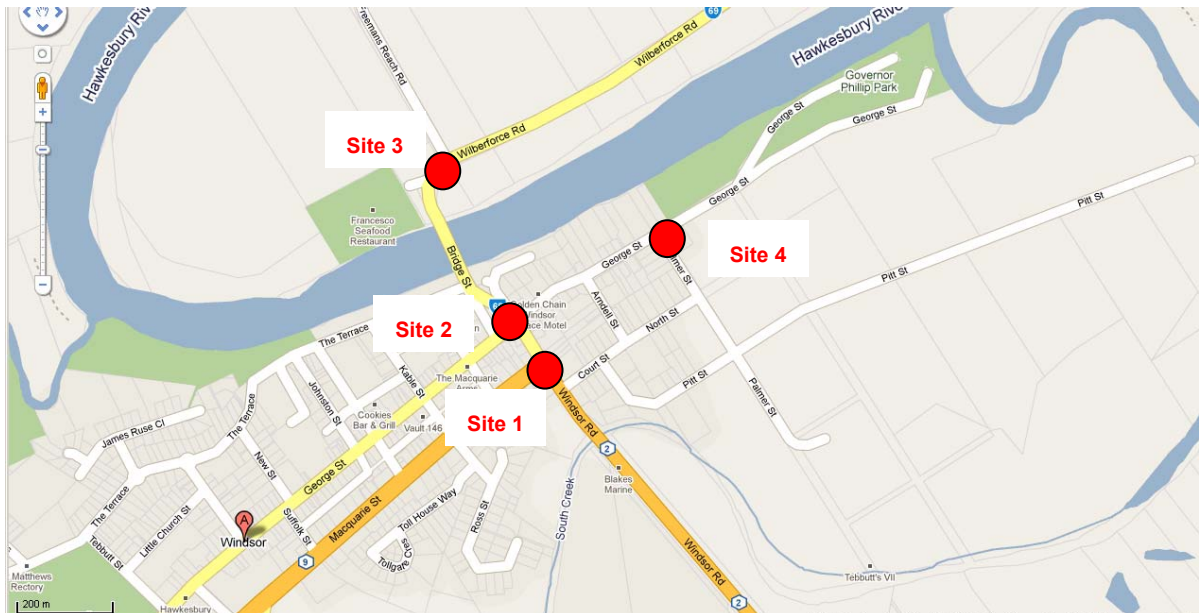 Hawkesbury River
Freemans Reach Rd
69
Wilberforce Rd
Hawkesbury River
Governor
Phillip Park
George St
George St
Site 3
Wilberforce Rd
Pitt St
Francesco
Seafood
Restaurant
George St
Site 4
Bridge St
George St
Palmer St
Pitt St
Golden Chain
Windsor
Terrace Motel
Arndell St
North St
Site 2
The Terrace
Kable St
The Macquarie
Arms
Court St
Pitt St
Palmer St
Johnston St
Site 1
Windsor Rd
Cookies
Bar & Grill
Vault 146
James Ruse Cl
The Terrace
New St
George St
2
Blakes
Marine
South Creek
Toll House Way
Ross St
Macquarie St
The Terrace
Little Church St
Suffolk St
A
Windsor
Tollgate Cres
Tebbutt St
9
Windsor Rd
Matthews
Rectory
Tebbutt's VII
200 m
Hawkesbury
2